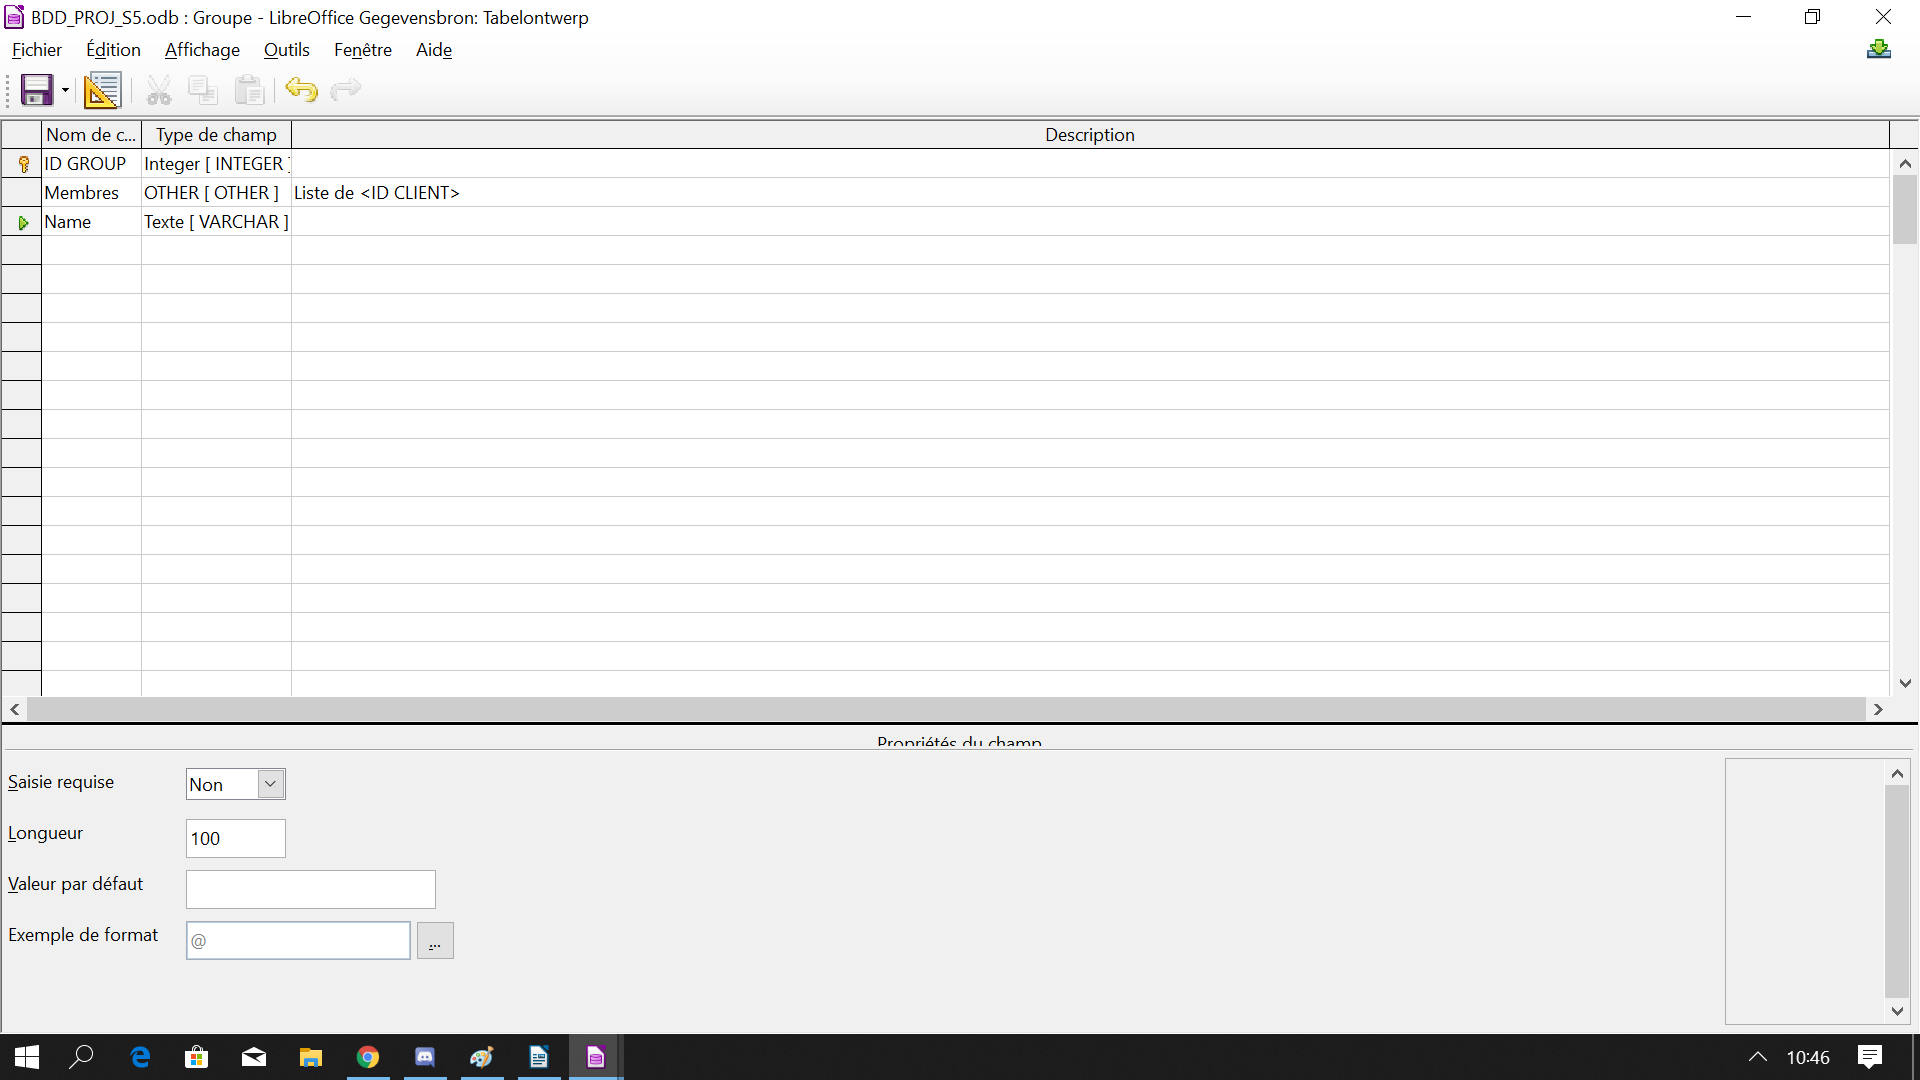 BDD_PROJ_S5.odb : Groupe - LibreOffice Gegevensbron: Tabelontwerp
Fichier Édition Affichage Outils Fenêtre Aide
Nom de c... Type de champ Description
ID GROUP Integer [ INTEGER ]
Membres OTHER [ OTHER ] Liste de <ID CLIENT>
Name Texte [ VARCHAR ]
Propriétés du champ
Saisie requise Non
Longueur 100
Valeur par défaut
Exemple de format @ ...
10:46